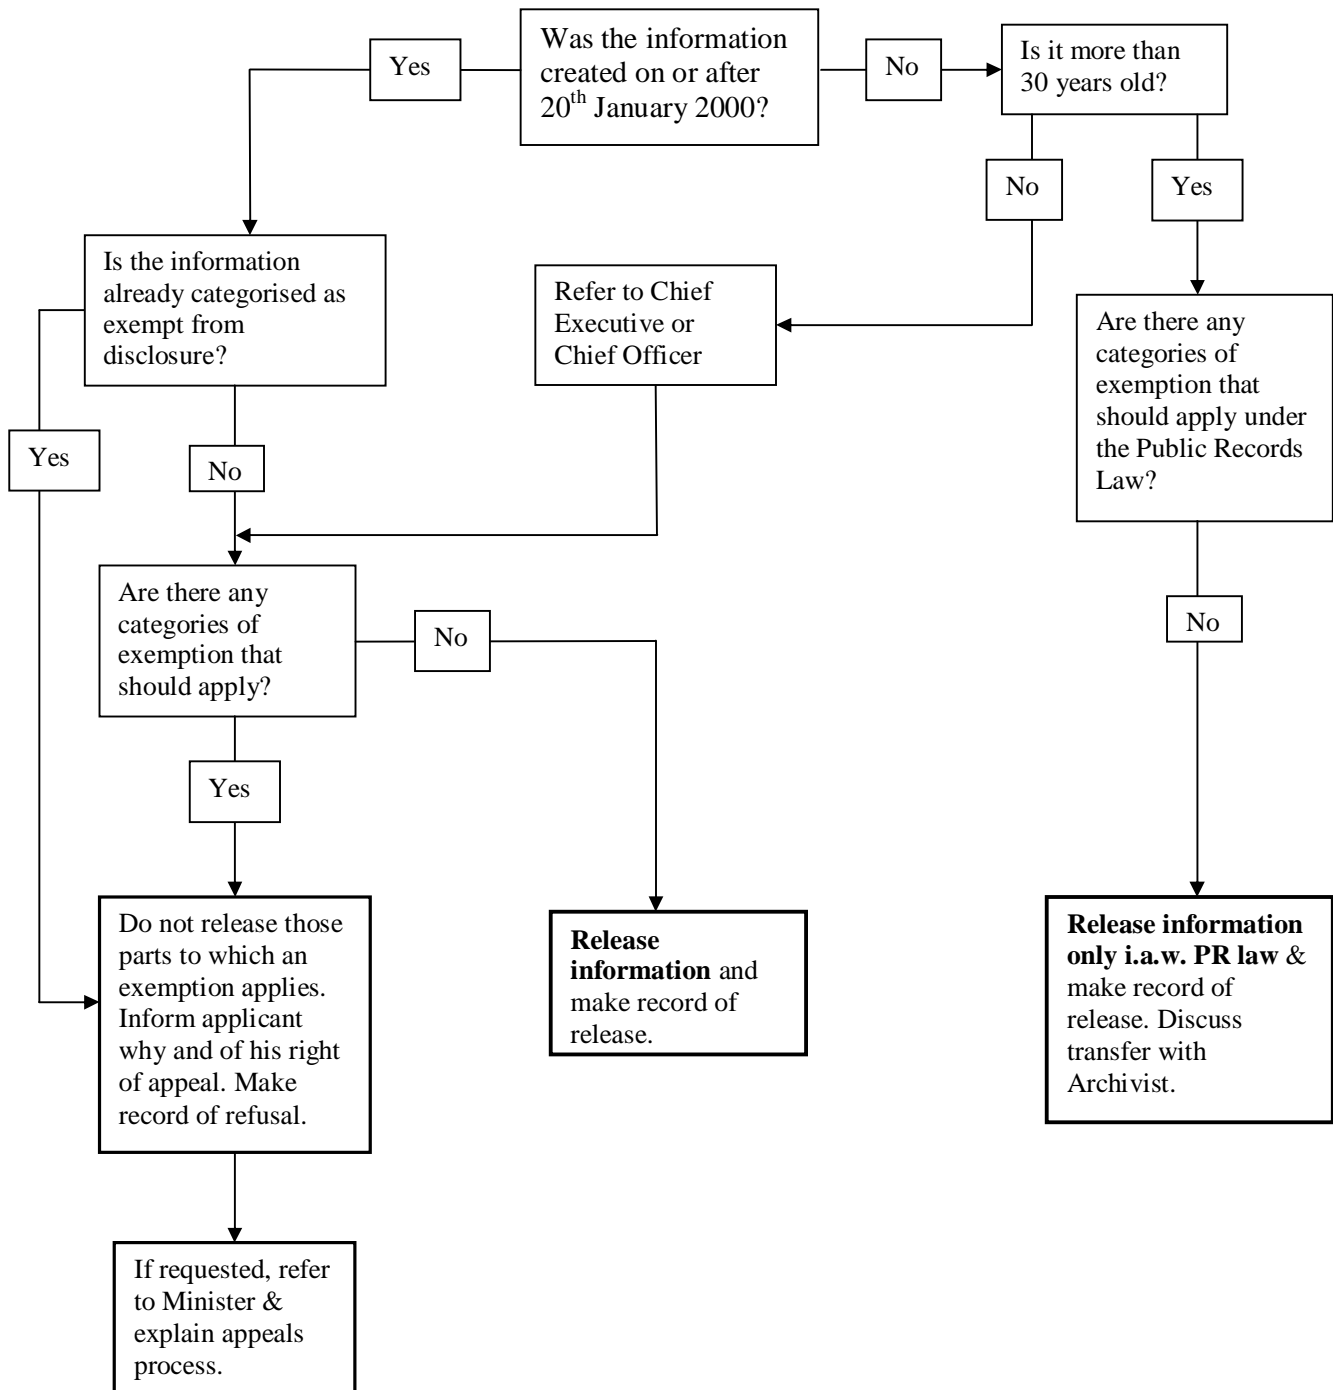 Was the information
created on or after
20th January 2000?
Yes
No
Is it more than
30 years old?
No
Yes
Is the information
already categorised as
exempt from
disclosure?
Refer to Chief
Executive or
Chief Officer
Are there any
categories of
exemption that
should apply under
the Public Records
Law?
Yes
No
Are there any
categories of
exemption that
should apply?
No
No
Yes
Do not release those
parts to which an
exemption applies.
Inform applicant
why and of his right
of appeal. Make
record of refusal.
Release
information and
make record of
release.
Release information
only i.a.w. PR law &
make record of
release. Discuss
transfer with
Archivist.
If requested, refer
to Minister &
explain appeals
process.